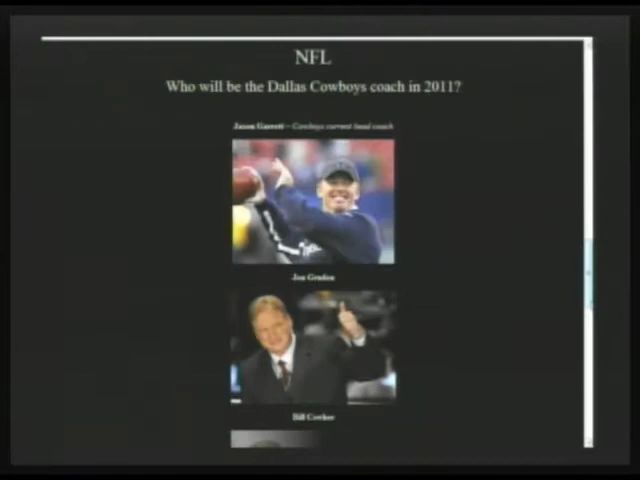 NFL
Who will be the Dallas Cowboys coach in 2011?
Jason Garrett – Cowboys current head coach
Jon Gruden
Bill Cowher